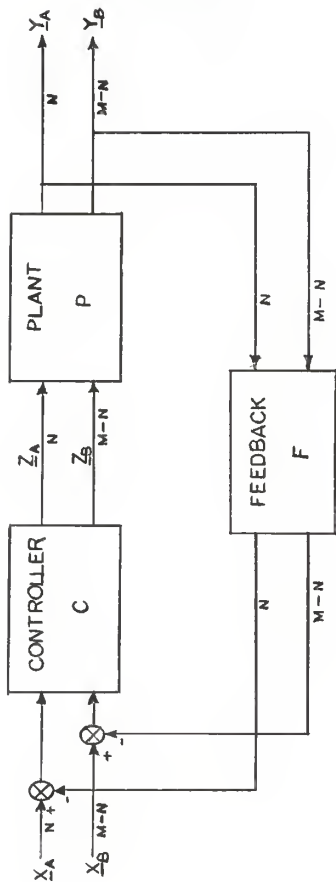 X_A
N
+
-
X_B
M-N
+
-
CONTROLLER
C
Z_A
N
Z_B
M-N
PLANT
P
Y_A
N
Y_B
M-N
N
M-N
FEEDBACK
F
N
M-N